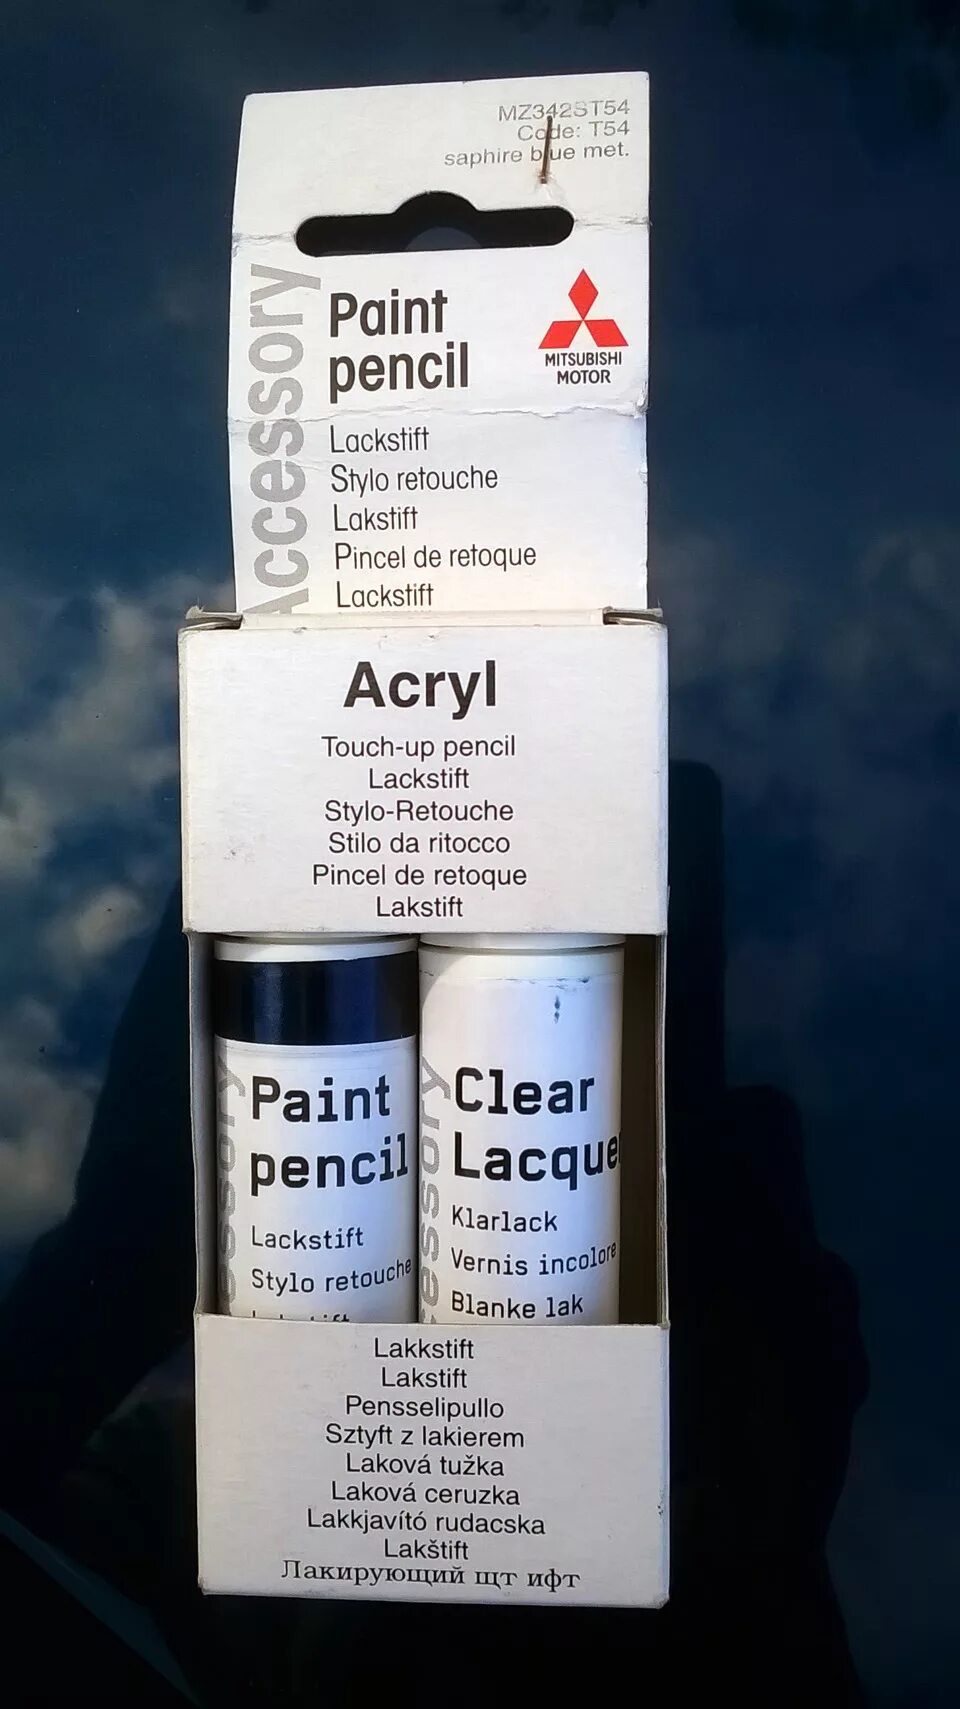 MZ342ST54
Code: T54
saphire blue met.
Accessory
Paint
pencil
MITSUBISHI
MOTOR
Lackstift
Stylo retouche
Lakstift
Pincel de retoque
Lackstift
Acryl
Touch-up pencil
Lackstift
Stylo-Retouche
Stilo da ritocco
Pincel de retoque
Lakstift
Paint
pencil
Lackstift
Stylo retouche
Clear
Lacque
Klarlack
Vernis incolore
Blanke lak
Lakkstift
Lakstift
Pensselipullo
Sztyft z lakierem
Laková tužka
Laková ceruzka
Lakkjavító rudacska
Lakštift
Лакирующий щт ифт